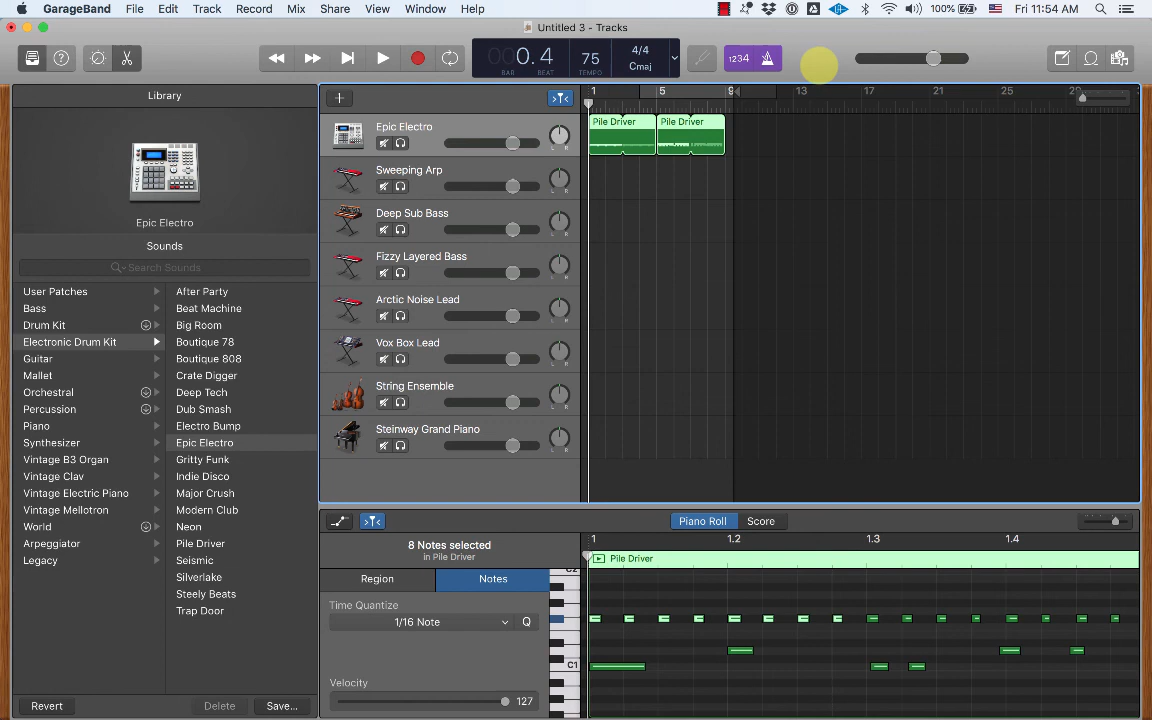 GarageBand File Edit Track Record Mix Share View Window Help 100% Fri 11:54 AM
Untitled 3 - Tracks
000.4 75 4/4 1234
BAR BEAT TEMPO Cmaj
Library 1 5 9 13 17 21 25 29
Epic Electro Pile Driver Pile Driver
Sweeping Arp
L R
Epic Electro
Deep Sub Bass
Sounds
Search Sounds
Fizzy Layered Bass
User Patches After Party
Bass Beat Machine
Arctic Noise Lead
Drum Kit Big Room
Electronic Drum Kit Boutique 78
Vox Box Lead
Guitar Boutique 808
Mallet Crate Digger
String Ensemble
Orchestral Deep Tech
Percussion Dub Smash
Piano Electro Bump
Steinway Grand Piano
Synthesizer Epic Electro
Vintage B3 Organ Gritty Funk
Vintage Clav Indie Disco
Vintage Electric Piano Major Crush
Vintage Mellotron Modern Club
World Neon
Arpeggiator Pile Driver
Legacy Seismic
Silverlake
Steely Beats
Trap Door
Piano Roll Score
8 Notes selected 1 1.2 1.3 1.4
in Pile Driver Pile Driver
Region Notes C2
Time Quantize
1/16 Note Q
C1
Velocity
127
Revert Delete Save...